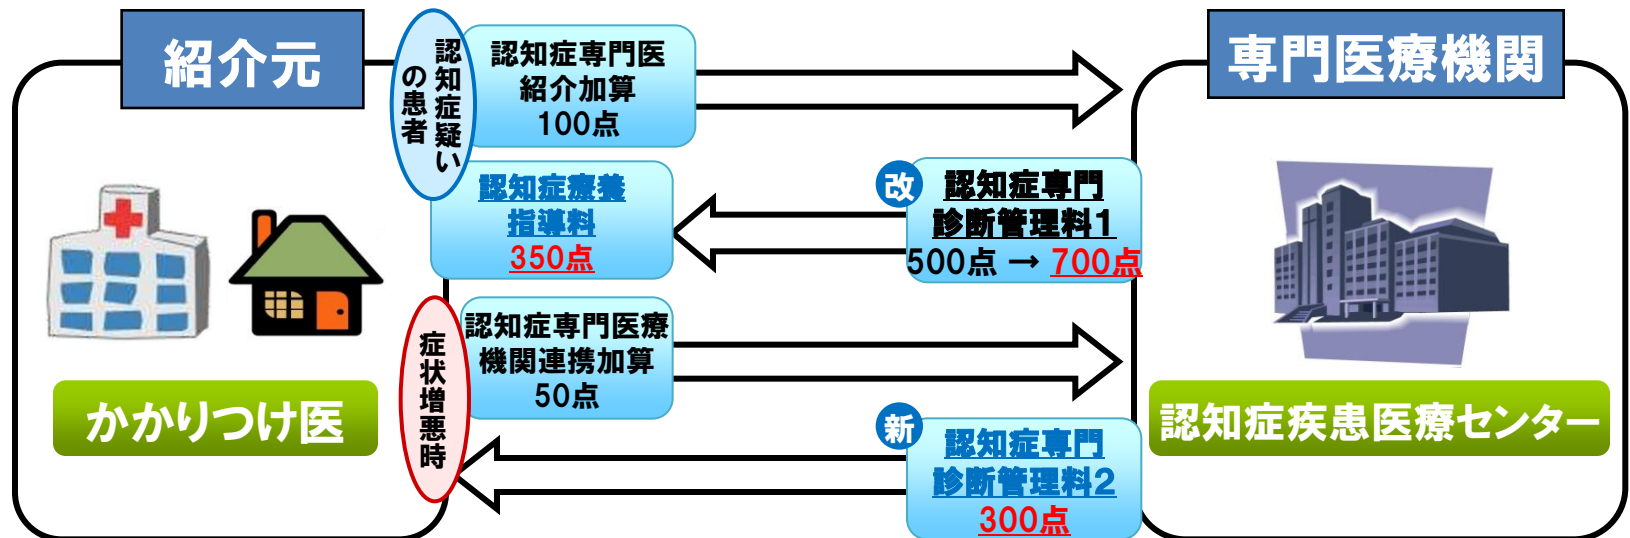 紹介元
専門医療機関
認知症疑い
の患者
認知症専門医
紹介加算
100点
認知症療養
指導料
350点
改
認知症専門
診断管理料1
500点 → 700点
症状増悪時
認知症専門医療
機関連携加算
50点
新
認知症専門
診断管理料2
300点
かかりつけ医
認知症疾患医療センター